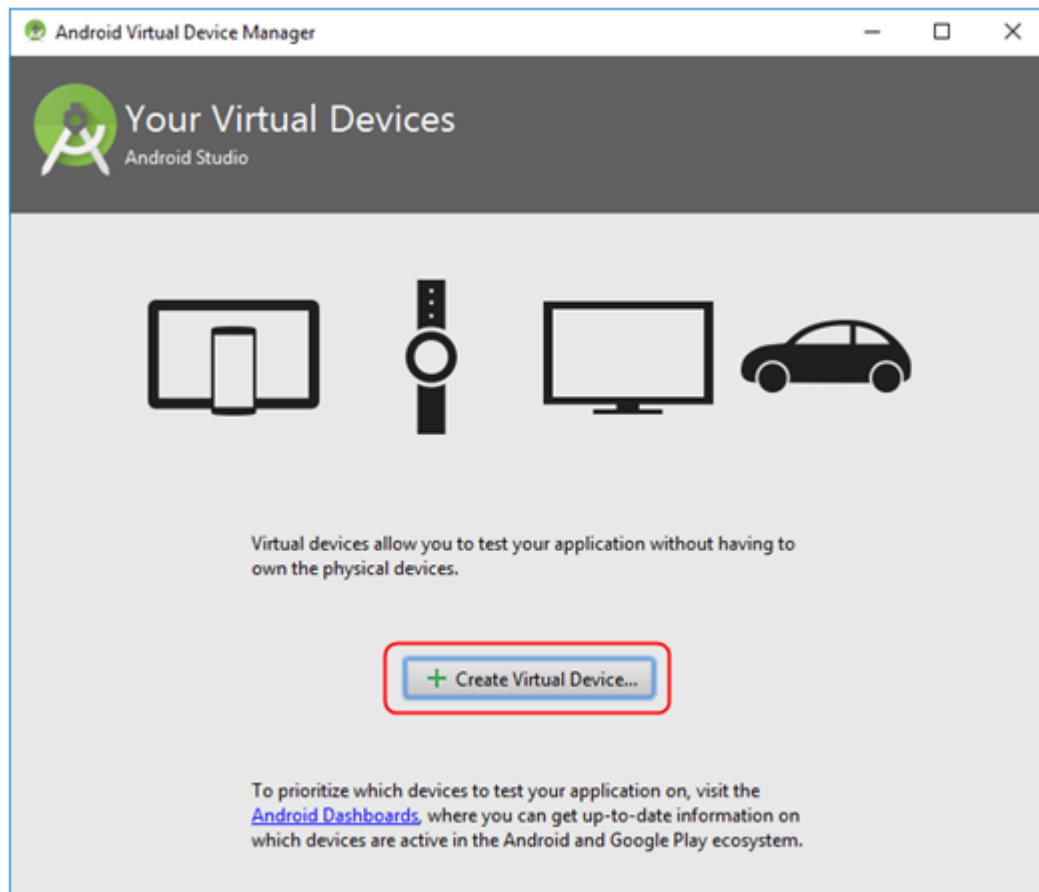 Android Virtual Device Manager
Your Virtual Devices
Android Studio
Virtual devices allow you to test your application without having to
own the physical devices.
+ Create Virtual Device...
To prioritize which devices to test your application on, visit the
Android Dashboards, where you can get up-to-date information on
which devices are active in the Android and Google Play ecosystem.